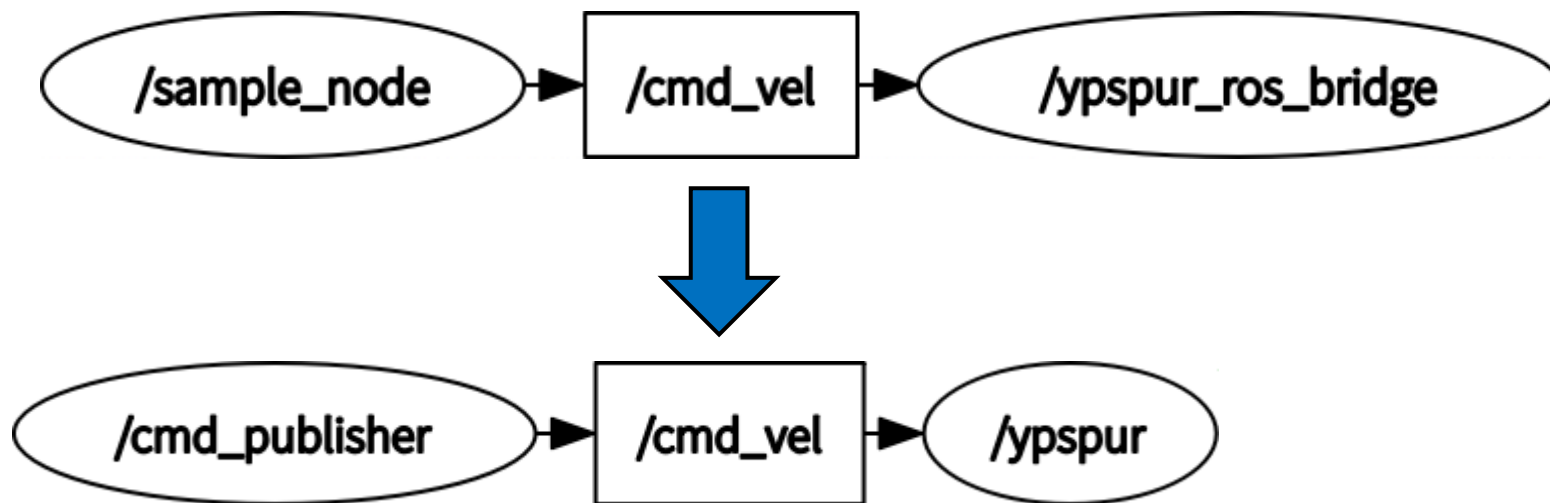 /sample_node /cmd_vel /ypspur_ros_bridge
/cmd_publisher /cmd_vel /ypspur